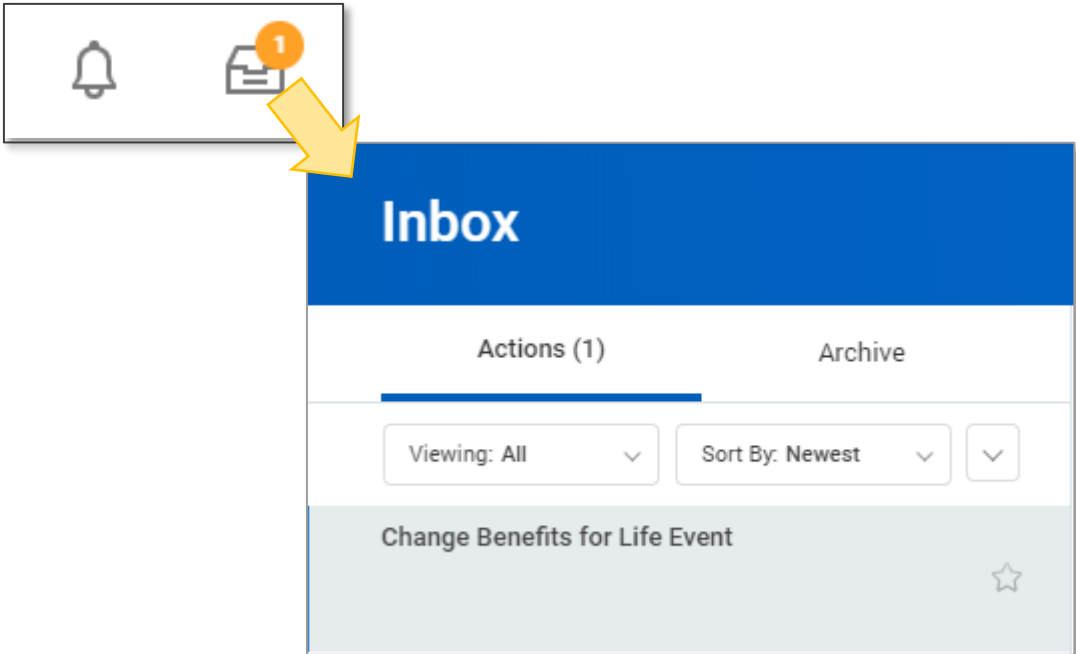 1
Inbox
Actions (1)
Archive
Viewing: All
Sort By: Newest
Change Benefits for Life Event